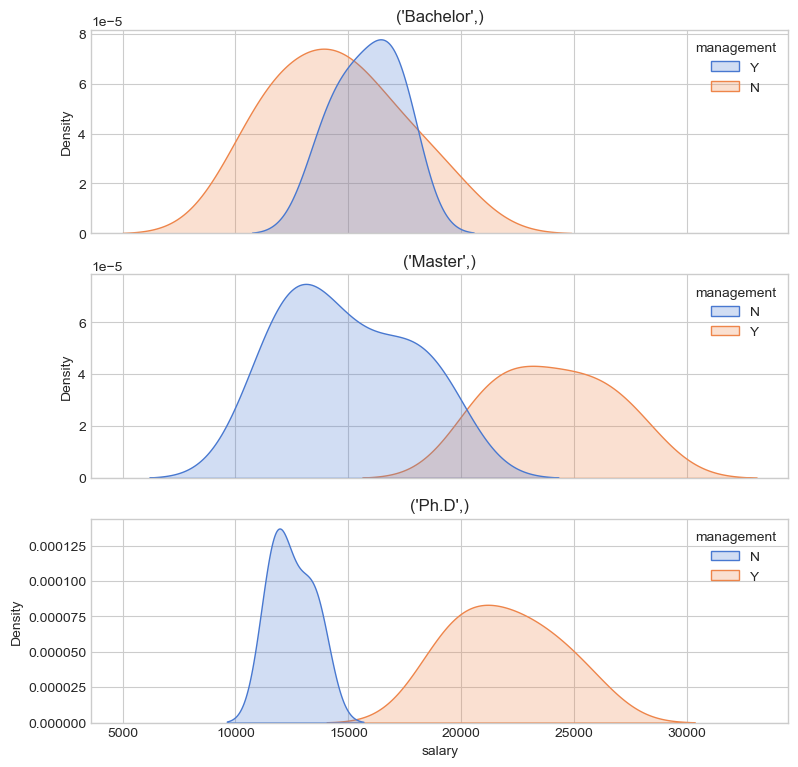 ('Bachelor',)
1e−5
8
6
4
2
0
Density
management
Y
N
('Master',)
1e−5
6
4
2
0
Density
management
N
Y
('Ph.D',)
0.000125
0.000100
0.000075
0.000050
0.000025
0.000000
Density
management
N
Y
5000 10000 15000 20000 25000 30000
salary